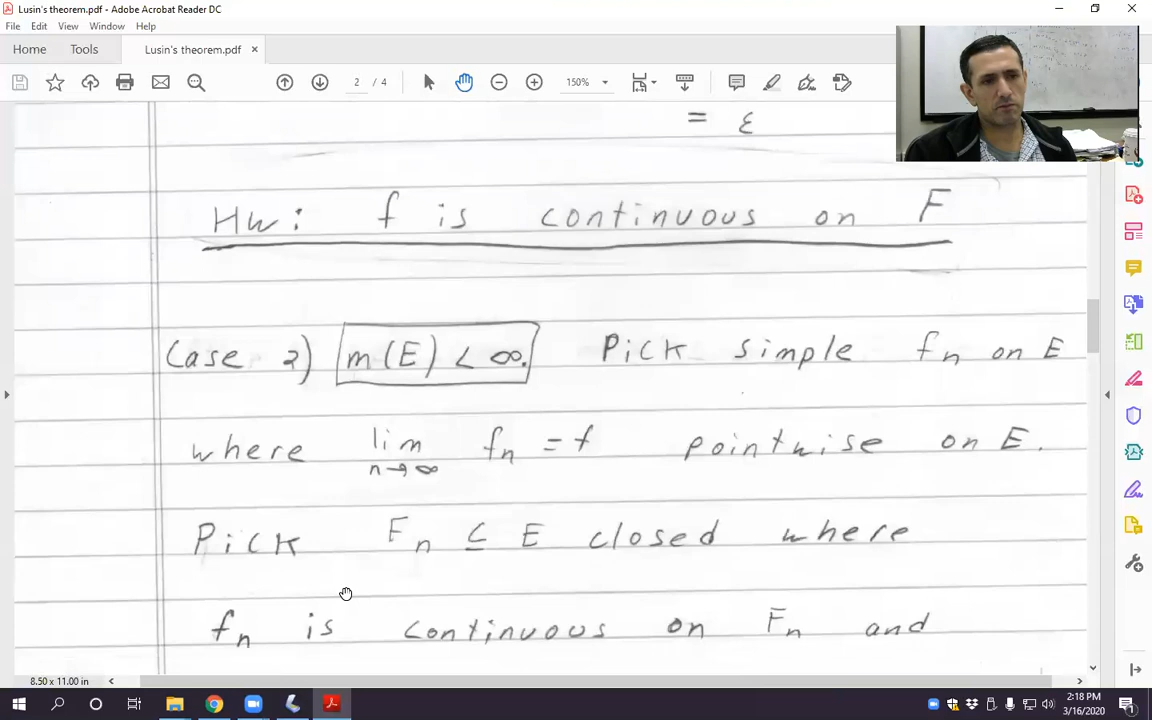 Lusin's theorem.pdf - Adobe Acrobat Reader DC
File Edit View Window Help
Home Tools Lusin's theorem.pdf ×
2 / 4 150%
= ε
Hw: f is continuous on F
Case 2) m(E) < ∞. Pick simple fn on E
where lim n→∞ fn = f pointwise on E.
Pick Fn ⊆ E closed where
fn is continuous on Fn and
8.50 x 11.00 in
2:18 PM
3/16/2020